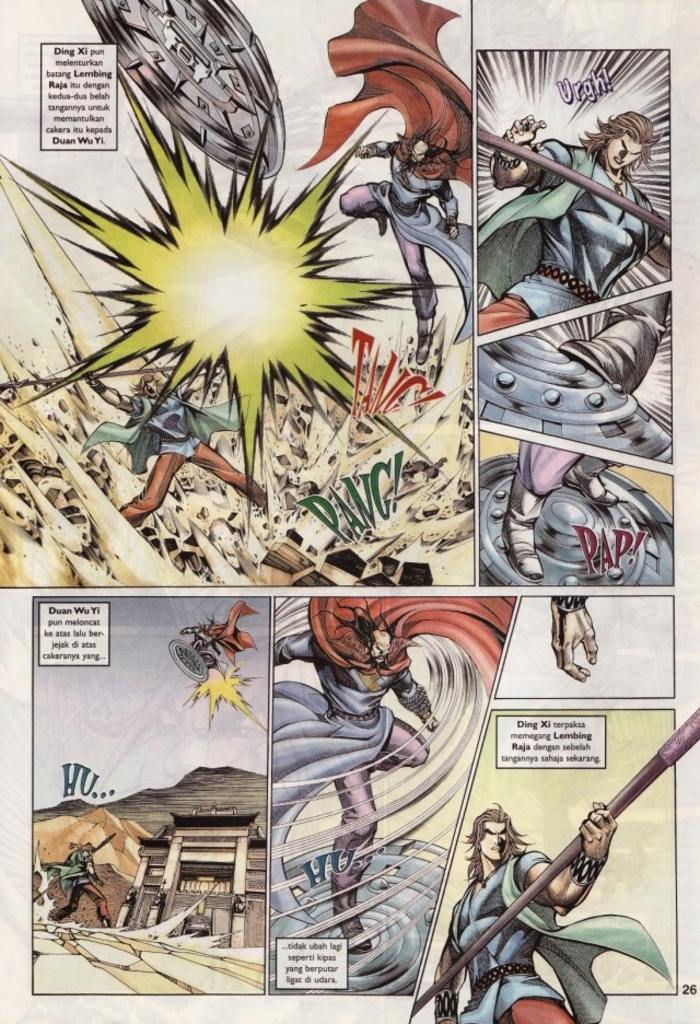 Ding Xi pun
melenturkan
batang Lembing
Raja itu dengan
kedua-dua belah
tangannya untuk
memantulkan
cakera itu kepada
Duan Wu Yi.
Urgh!
TANG
PANG!
PAP!
Duan Wu Yi
pun meloncat
ke atas lalu ber-
jejak di atas
cakeranya yang...
HU...
HU...
...tidak ubah lagi
seperti kipas
yang berputar
ligat di udara.
Ding Xi terpaksa
memegang Lembing
Raja dengan sebelah
tangannya sahaja sekarang.
26